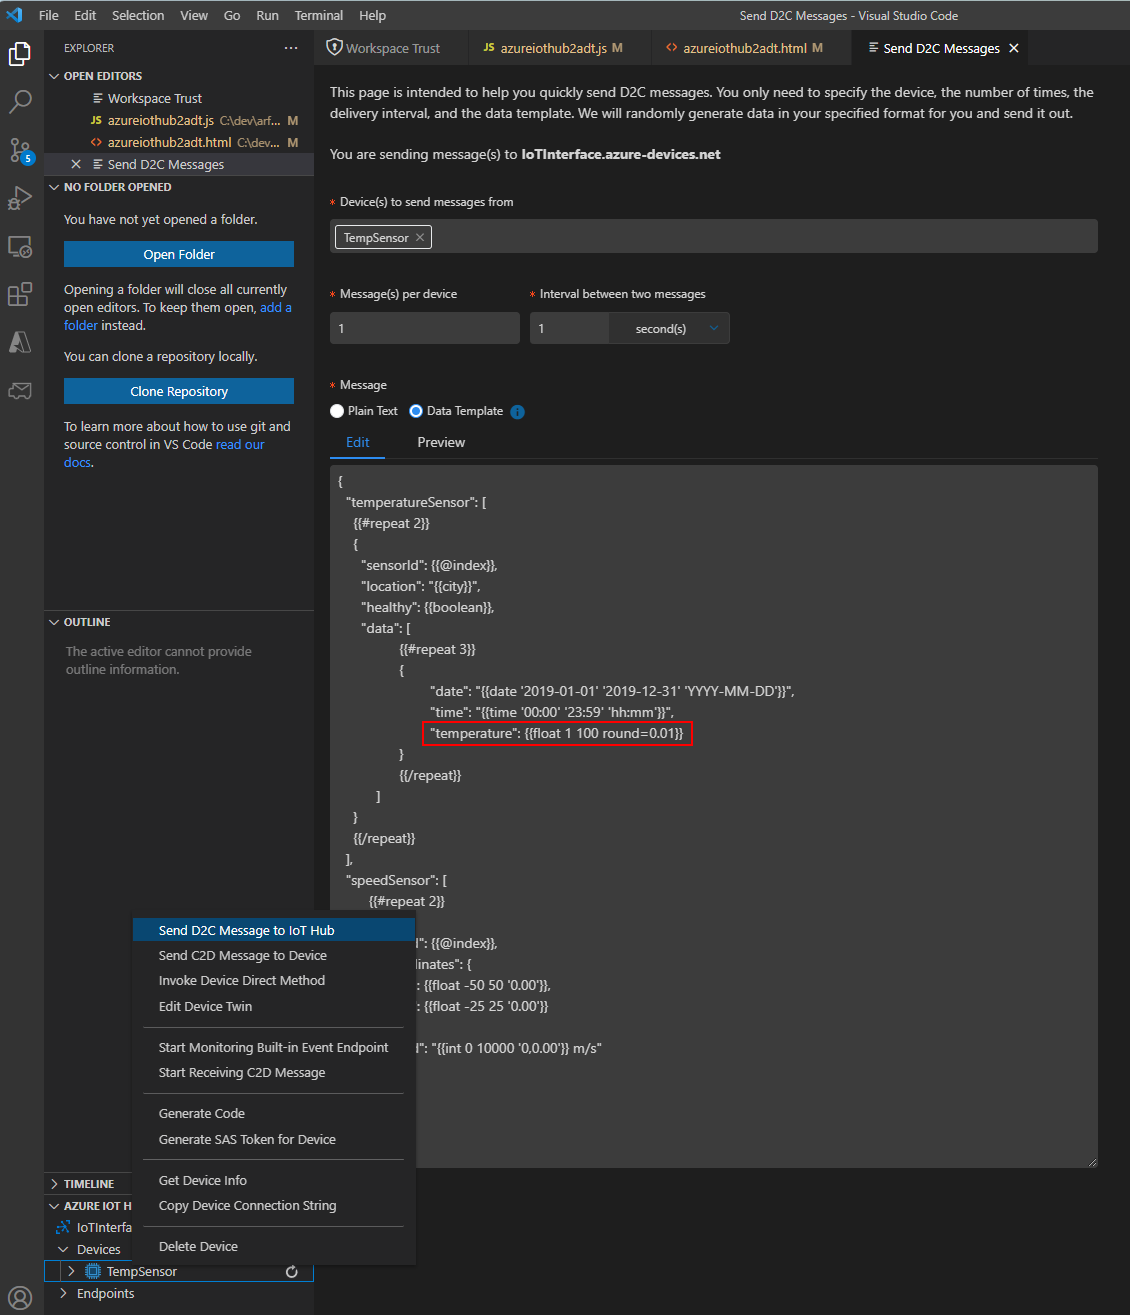 File Edit Selection View Go Run Terminal Help
Send D2C Messages - Visual Studio Code
EXPLORER
OPEN EDITORS
Workspace Trust
JS azureiothub2adt.js C:\dev\arf... M
<> azureiothub2adt.html C:\dev... M
Send D2C Messages
NO FOLDER OPENED
You have not yet opened a folder.
Open Folder
Opening a folder will close all currently
open editors. To keep them open, add a
folder instead.
You can clone a repository locally.
Clone Repository
To learn more about how to use git and
source control in VS Code read our
docs.
5
OUTLINE
The active editor cannot provide
outline information.
TIMELINE
AZURE IOT H
IoTInterfa
Devices
TempSensor
Endpoints
Send D2C Message to IoT Hub
Send C2D Message to Device
Invoke Device Direct Method
Edit Device Twin
Start Monitoring Built-in Event Endpoint
Start Receiving C2D Message
Generate Code
Generate SAS Token for Device
Get Device Info
Copy Device Connection String
Delete Device
Workspace Trust
JS azureiothub2adt.js M
<> azureiothub2adt.html M
Send D2C Messages
This page is intended to help you quickly send D2C messages. You only need to specify the device, the number of times, the
delivery interval, and the data template. We will randomly generate data in your specified format for you and send it out.
You are sending message(s) to IoTInterface.azure-devices.net
* Device(s) to send messages from
TempSensor
* Message(s) per device
* Interval between two messages
1
1 second(s)
* Message
Plain Text Data Template i
Edit Preview
{
"temperatureSensor": [
{{#repeat 2}}
{
"sensorId": {{@index}},
"location": "{{city}}",
"healthy": {{boolean}},
"data": [
{{#repeat 3}}
{
"date": "{{date '2019-01-01' '2019-12-31' 'YYYY-MM-DD'}}",
"time": "{{time '00:00' '23:59' 'hh:mm'}}",
"temperature": {{float 1 100 round=0.01}}
}
{{/repeat}}
]
}
{{/repeat}}
],
"speedSensor": [
{{#repeat 2}}
": {{@index}},
linates": {
: {{float -50 50 '0.00'}},
: {{float -25 25 '0.00'}}
d": "{{int 0 10000 '0,0.00'}} m/s"